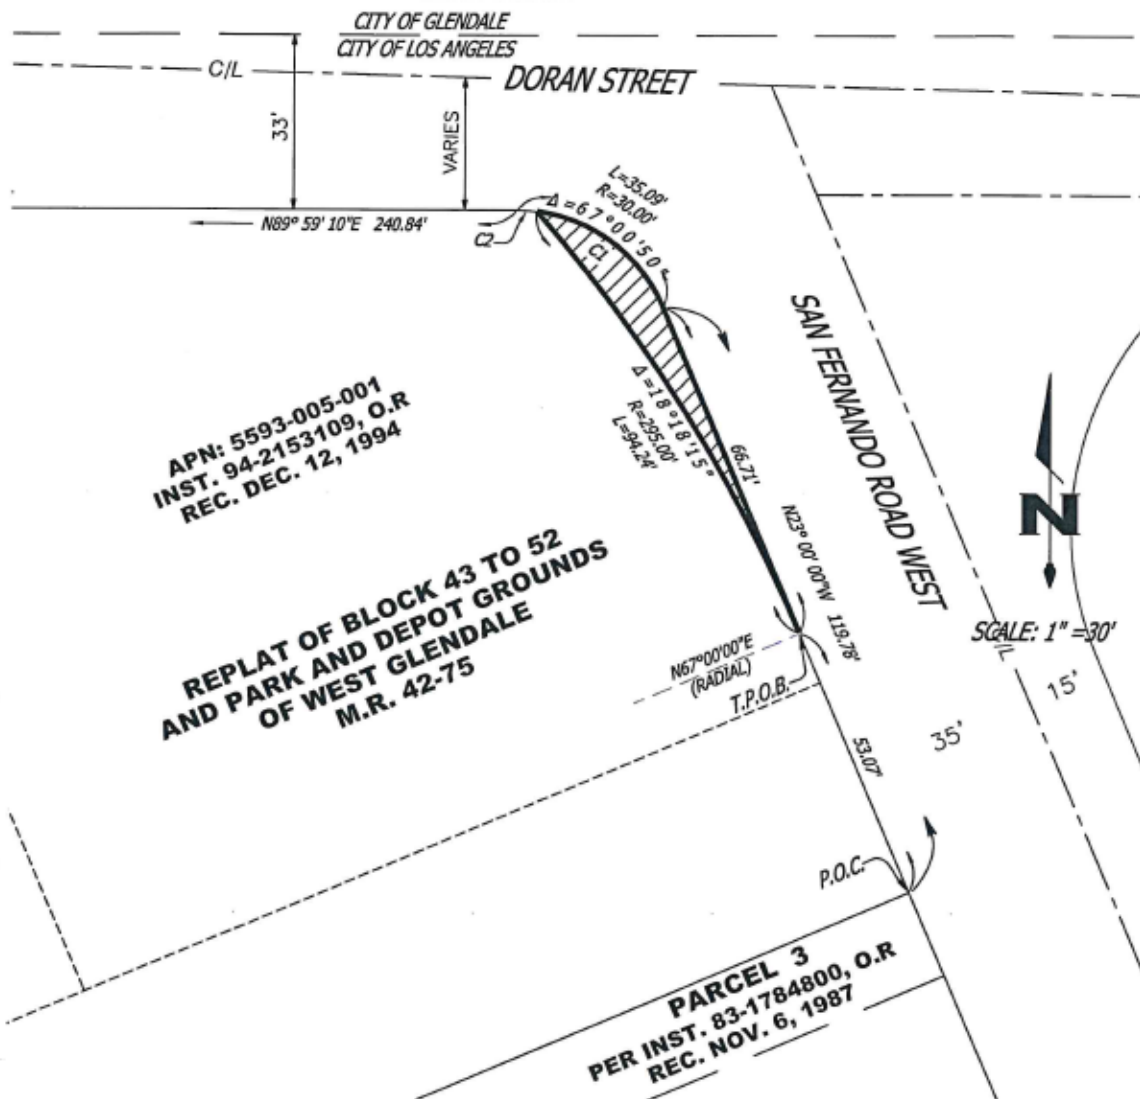 CITY OF GLENDALE
CITY OF LOS ANGELES
C/L
DORAN STREET
33'
VARIES
N89° 59' 10"E 240.84'
C2
L=35.09'
R=30.00'
Δ=67°00'50"
C1
SAN FERNANDO ROAD WEST
APN: 5593-005-001
INST. 94-2153109, O.R
REC. DEC. 12, 1994
Δ=18°18'15"
R=295.00'
L=94.24'
66.71'
N23° 00' 00"W 119.78'
N
SCALE: 1" =30'
C/L
REPLAT OF BLOCK 43 TO 52
AND PARK AND DEPOT GROUNDS
OF WEST GLENDALE
M.R. 42-75
N67°00'00"E
(RADIAL)
T.P.O.B.
15'
35'
53.07'
P.O.C.
PARCEL 3
PER INST. 83-1784800, O.R
REC. NOV. 6, 1987